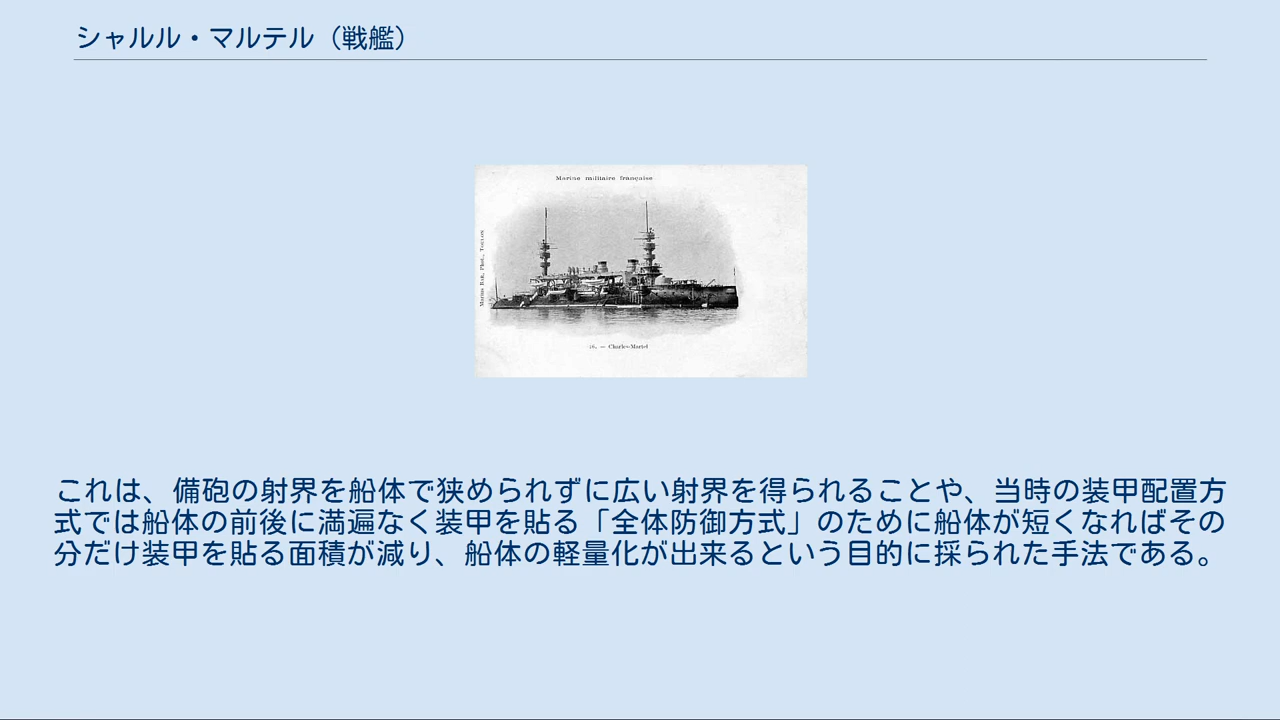 シャルル・マルテル（戦艦）
Marine militaire française
Marius Bar, Phot., Toulon
16. — Charles-Martel
これは、備砲の射界を船体で狭められずに広い射界を得られることや、当時の装甲配置方
式では船体の前後に満遍なく装甲を貼る「全体防御方式」のために船体が短くなればその
分だけ装甲を貼る面積が減り、船体の軽量化が出来るという目的に採られた手法である。